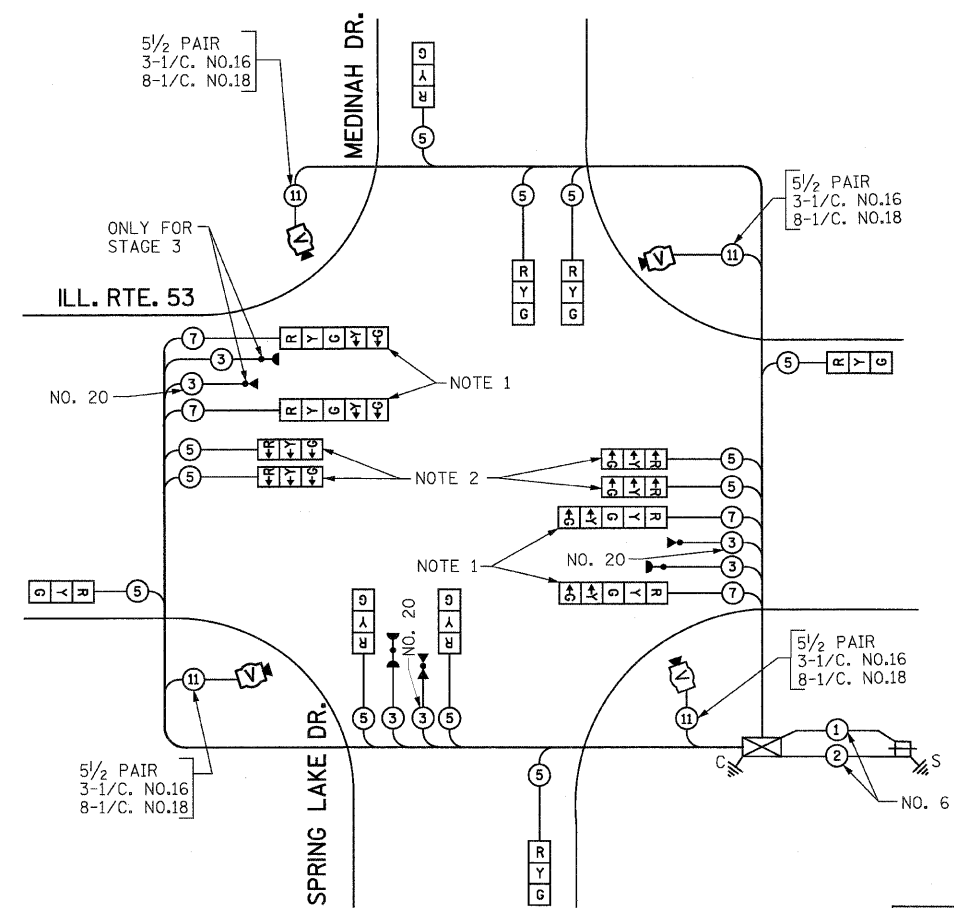 5½ PAIR
3-1/C. NO.16
8-1/C. NO.18
MEDINAH DR.
G
Y
R
5
11
V
5
5
R
Y
G
R
Y
G
5½ PAIR
3-1/C. NO.16
8-1/C. NO.18
V
11
ONLY FOR
STAGE 3
ILL. RTE. 53
7
R Y G Y G
3
3
NO. 20
7
R Y G Y G
NOTE 1
5
R Y G
5
R Y G
NOTE 2
5
R Y G
G Y R
5
G Y R
5
G Y G Y R
7
NO. 20
3
3
NOTE 1
G Y G Y R
7
G Y R
5
11
V
5½ PAIR
3-1/C. NO.16
8-1/C. NO.18
SPRING LAKE DR.
G
Y
R
5
3
NO. 20
3
G
Y
R
5
5
R
Y
G
V
11
5½ PAIR
3-1/C. NO.16
8-1/C. NO.18
C
1
2
S
NO. 6